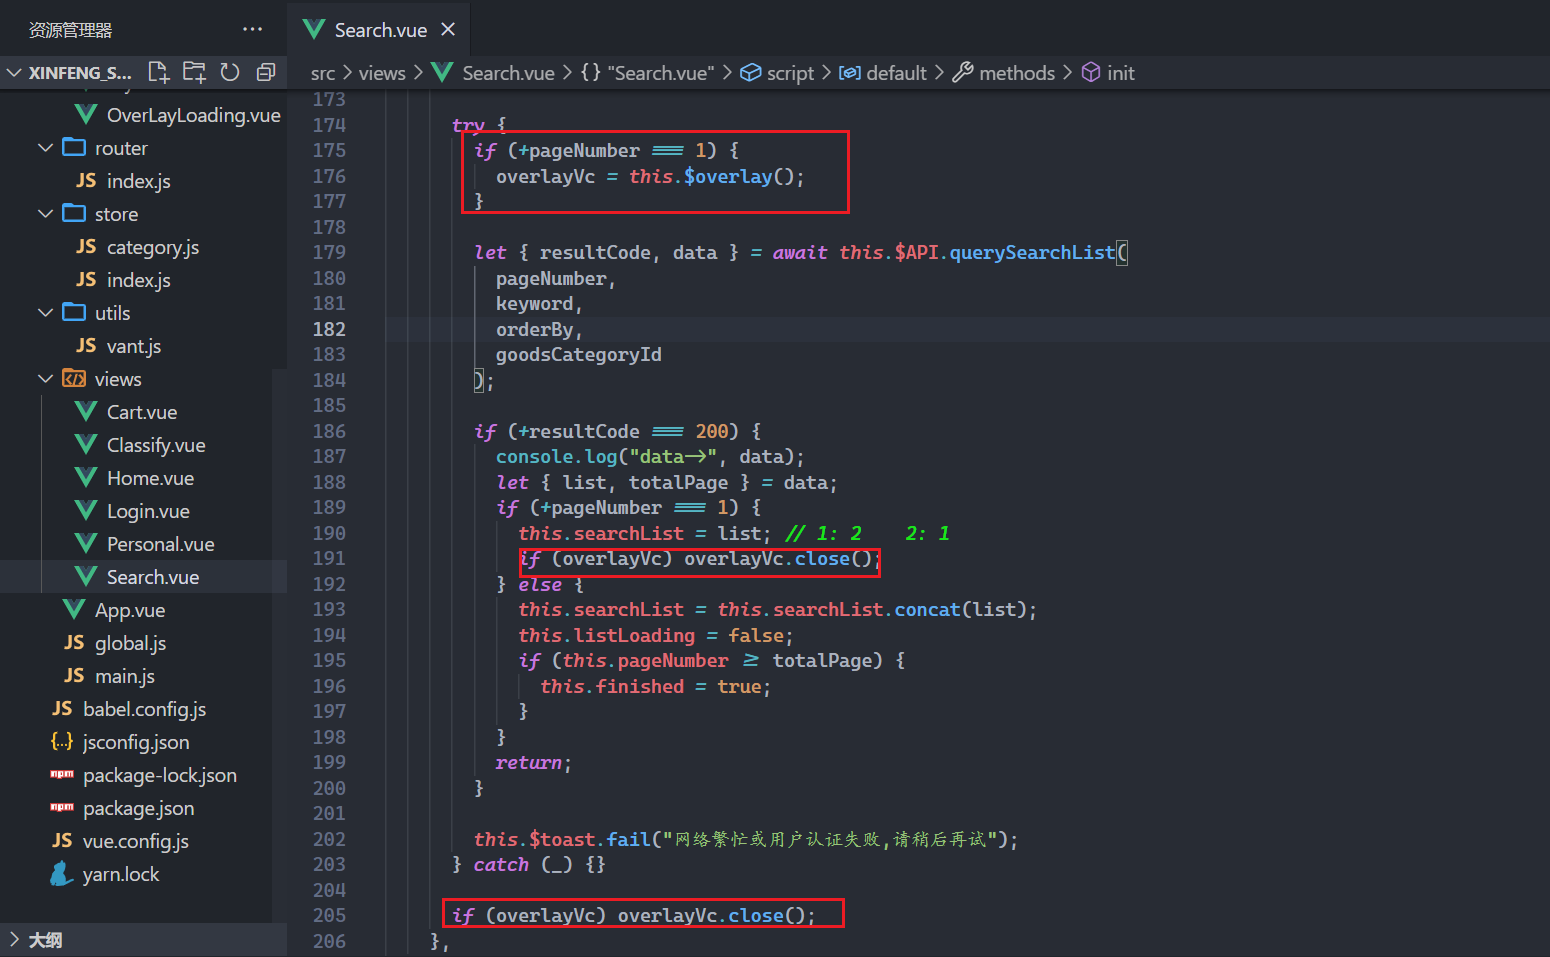 资源管理器
···
Search.vue
XINFENG_S...
src > views > Search.vue > {} "Search.vue" > script > default > methods > init
OverLayLoading.vue
router
JS index.js
store
JS category.js
JS index.js
utils
JS vant.js
views
Cart.vue
Classify.vue
Home.vue
Login.vue
Personal.vue
Search.vue
App.vue
JS global.js
JS main.js
JS babel.config.js
{..} jsconfig.json
npm package-lock.json
npm package.json
JS vue.config.js
yarn.lock
大纲
173
174 try {
175 if (+pageNumber === 1) {
176 overlayVc = this.$overlay();
177 }
178
179 let { resultCode, data } = await this.$API.querySearchList(
180 pageNumber,
181 keyword,
182 orderBy,
183 goodsCategoryId
184 );
185
186 if (+resultCode === 200) {
187 console.log("data->", data);
188 let { list, totalPage } = data;
189 if (+pageNumber === 1) {
190 this.searchList = list; // 1: 2    2: 1
191 if (overlayVc) overlayVc.close();
192 } else {
193 this.searchList = this.searchList.concat(list);
194 this.listLoading = false;
195 if (this.pageNumber >= totalPage) {
196 this.finished = true;
197 }
198 }
199 return;
200 }
201
202 this.$toast.fail("网络繁忙或用户认证失败,请稍后再试");
203 } catch (_) {}
204
205 if (overlayVc) overlayVc.close();
206 },